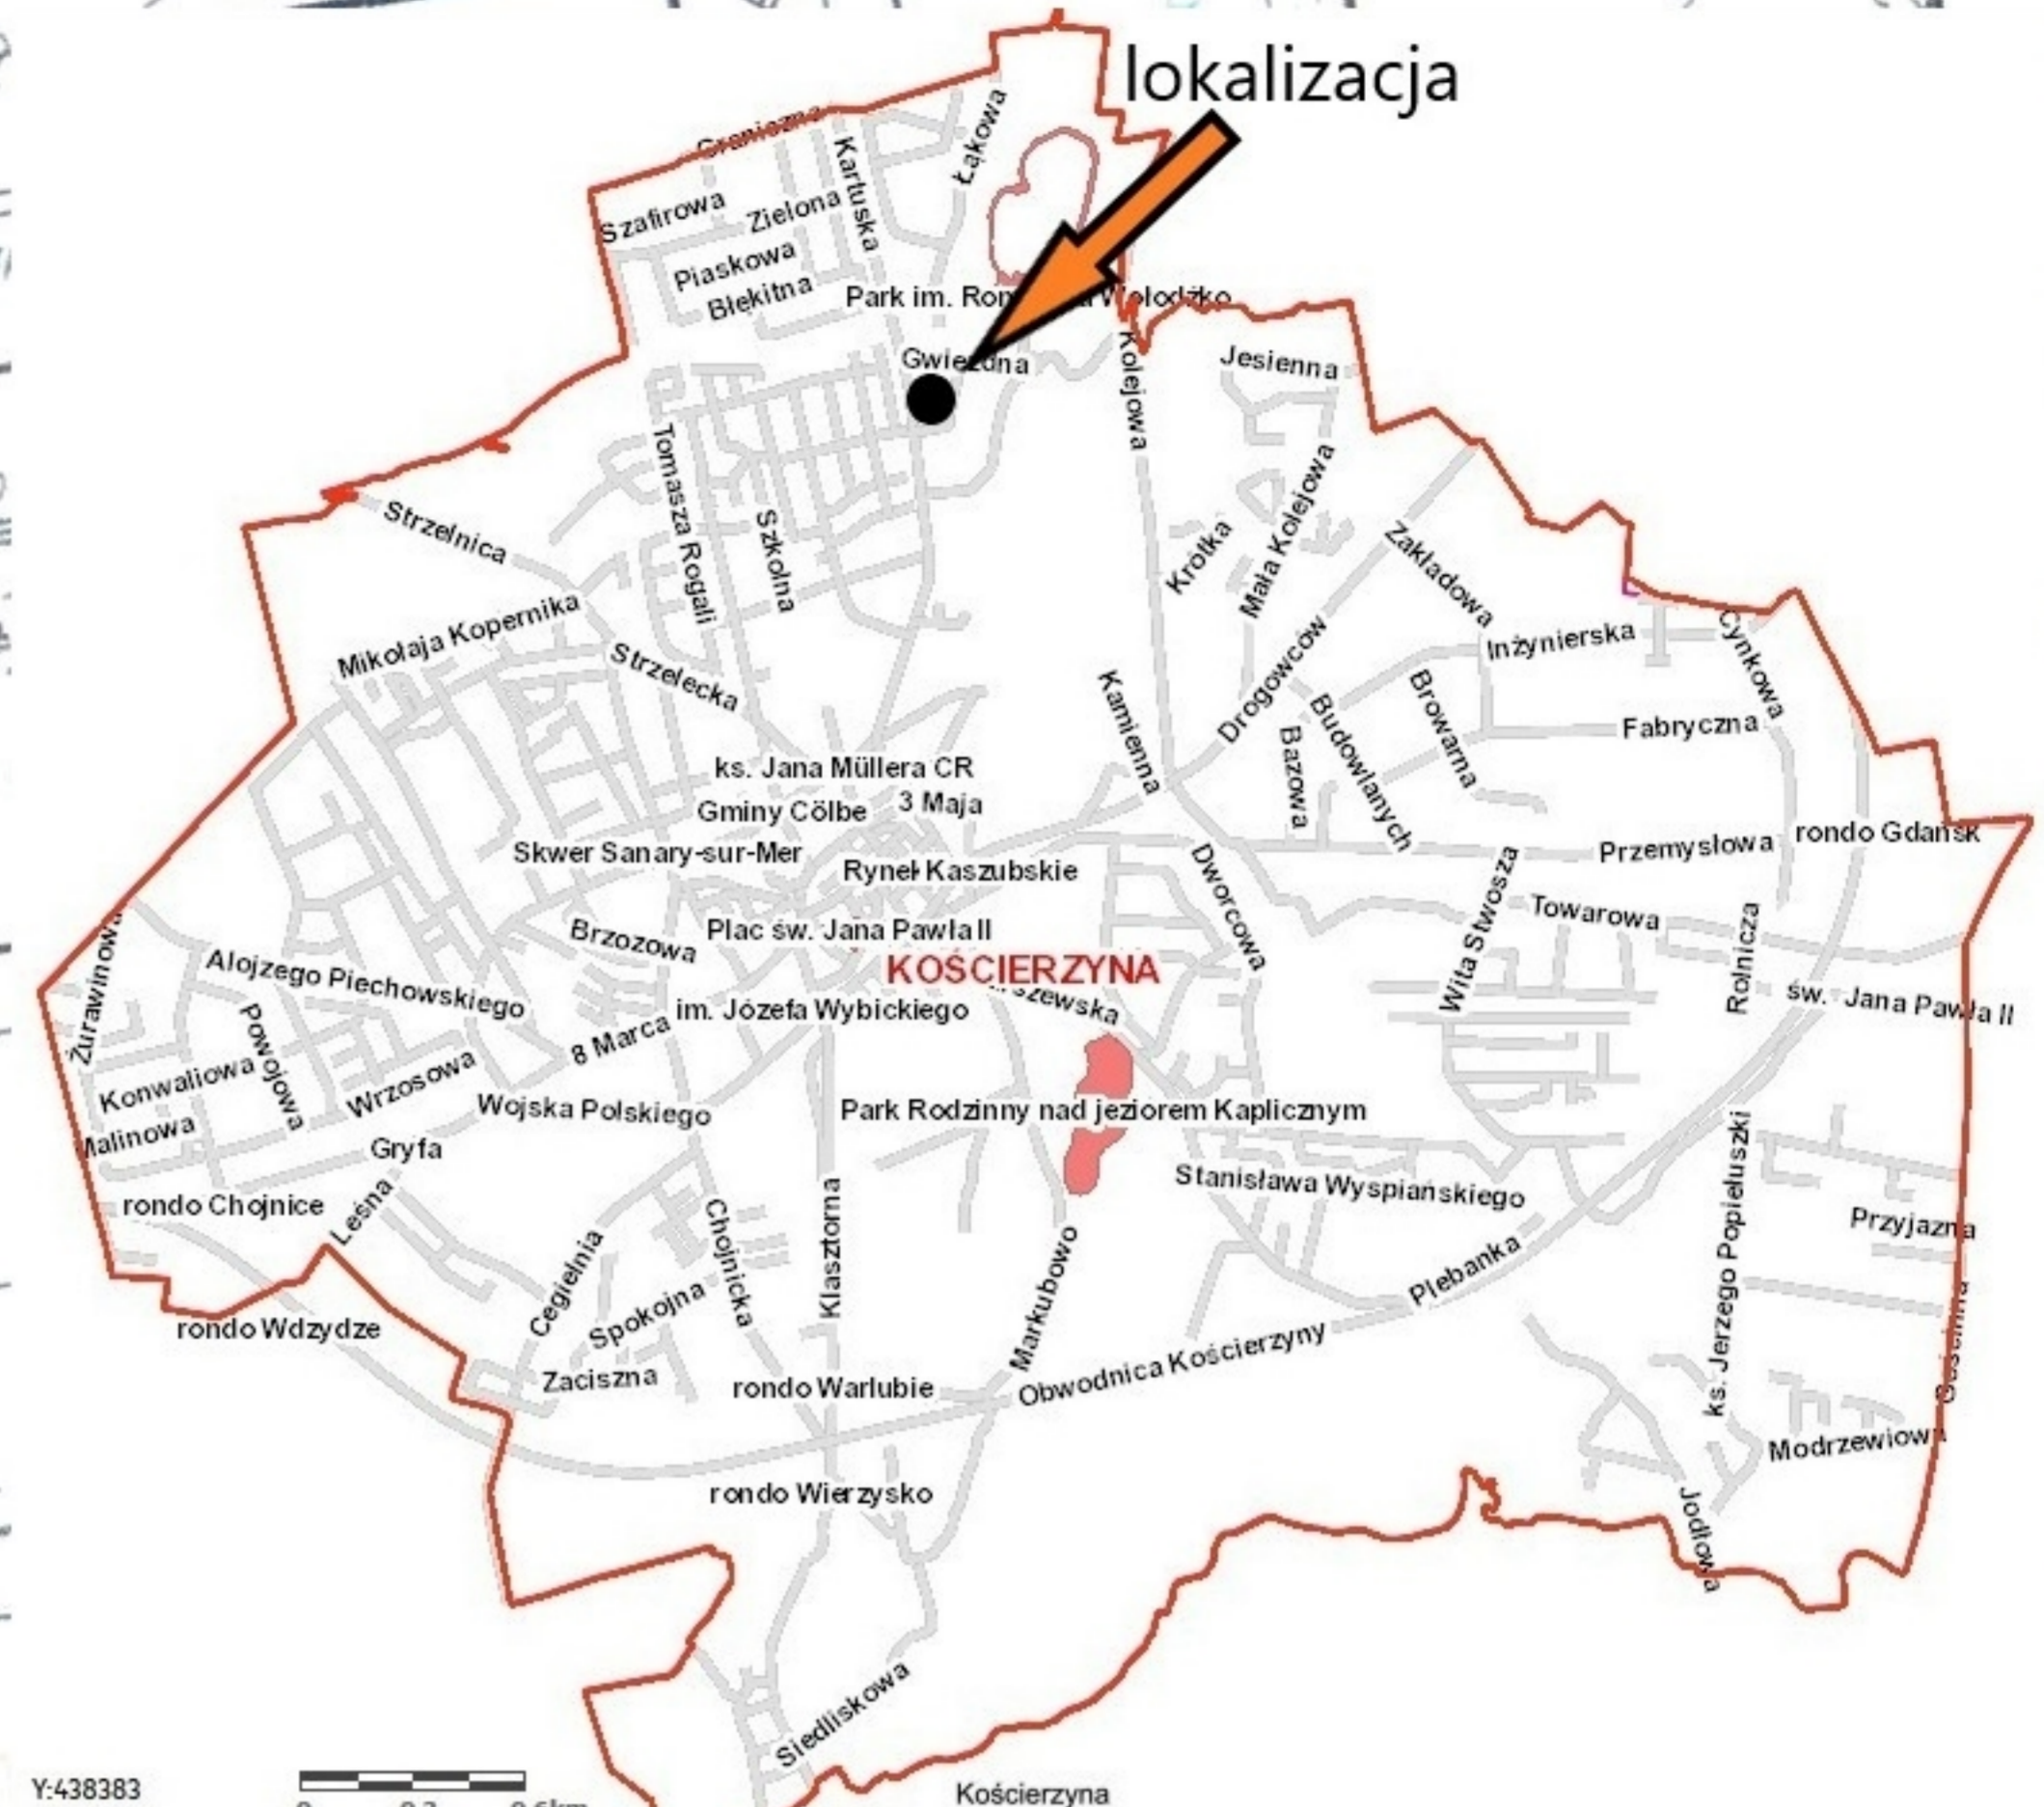 lokalizacja
Graniczna
Łąkowa
Kartuska
Szafirowa
Zielona
Piaskowa
Błękitna
Park im.
Gwiezdna
Kolejowa
Jesienna
Tomasza Rogali
Szkolna
Strzelnica
Krótka
Mała Kolejowa
Zakładowa
Mikołaja Kopernika
Strzelecka
Inżynierska
Cynkowa
Kamienna
Drogowców
Budowlanych
Browarna
Bazowa
Fabryczna
ks. Jana Müllera CR
Gminy Cölbe
3 Maja
Skwer Sanary-sur-Mer
Rynek
Kaszubskie
Przemysłowa
rondo Gdańsk
Dworcowa
Wita Stwosza
Towarowa
Rolnicza
Żurawinowa
Brzozowa
Plac św. Jana Pawła II
KOŚCIERZYNA
Alojzego Piechowskiego
im. Józefa Wybickiego
św. Jana Pawła II
Powojowa
8 Marca
Konwaliowa
Wrzosowa
Wojska Polskiego
Park Rodzinny nad jeziorem Kaplicznym
Malinowa
Gryfa
Stanisława Wyspiańskiego
ks. Jerzego Popiełuszki
Przyjazna
rondo Chojnice
Leśna
Cegielnia
Chojnicka
Klasztorna
Markubowo
Plebanka
Spokojna
rondo Wdzydze
Zaciszna
rondo Warlubie
Obwodnica Kościerzyny
Modrzewiowa
rondo Wierzysko
Jodłowa
Siedliskowa
Y:438383
Kościerzyna